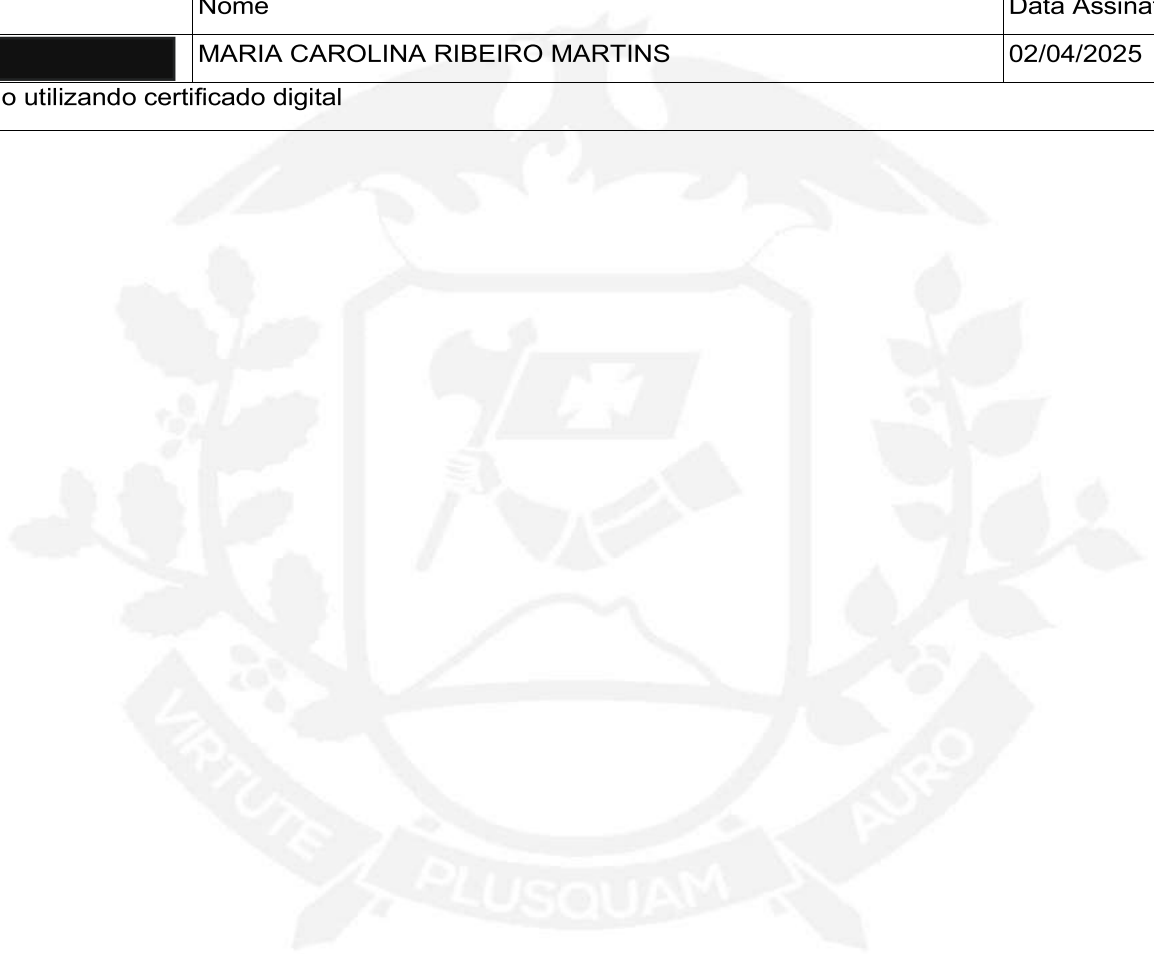 Nome Data Assinat
MARIA CAROLINA RIBEIRO MARTINS 02/04/2025
o utilizando certificado digital
VIRTUTE PLUSQUAM AURO